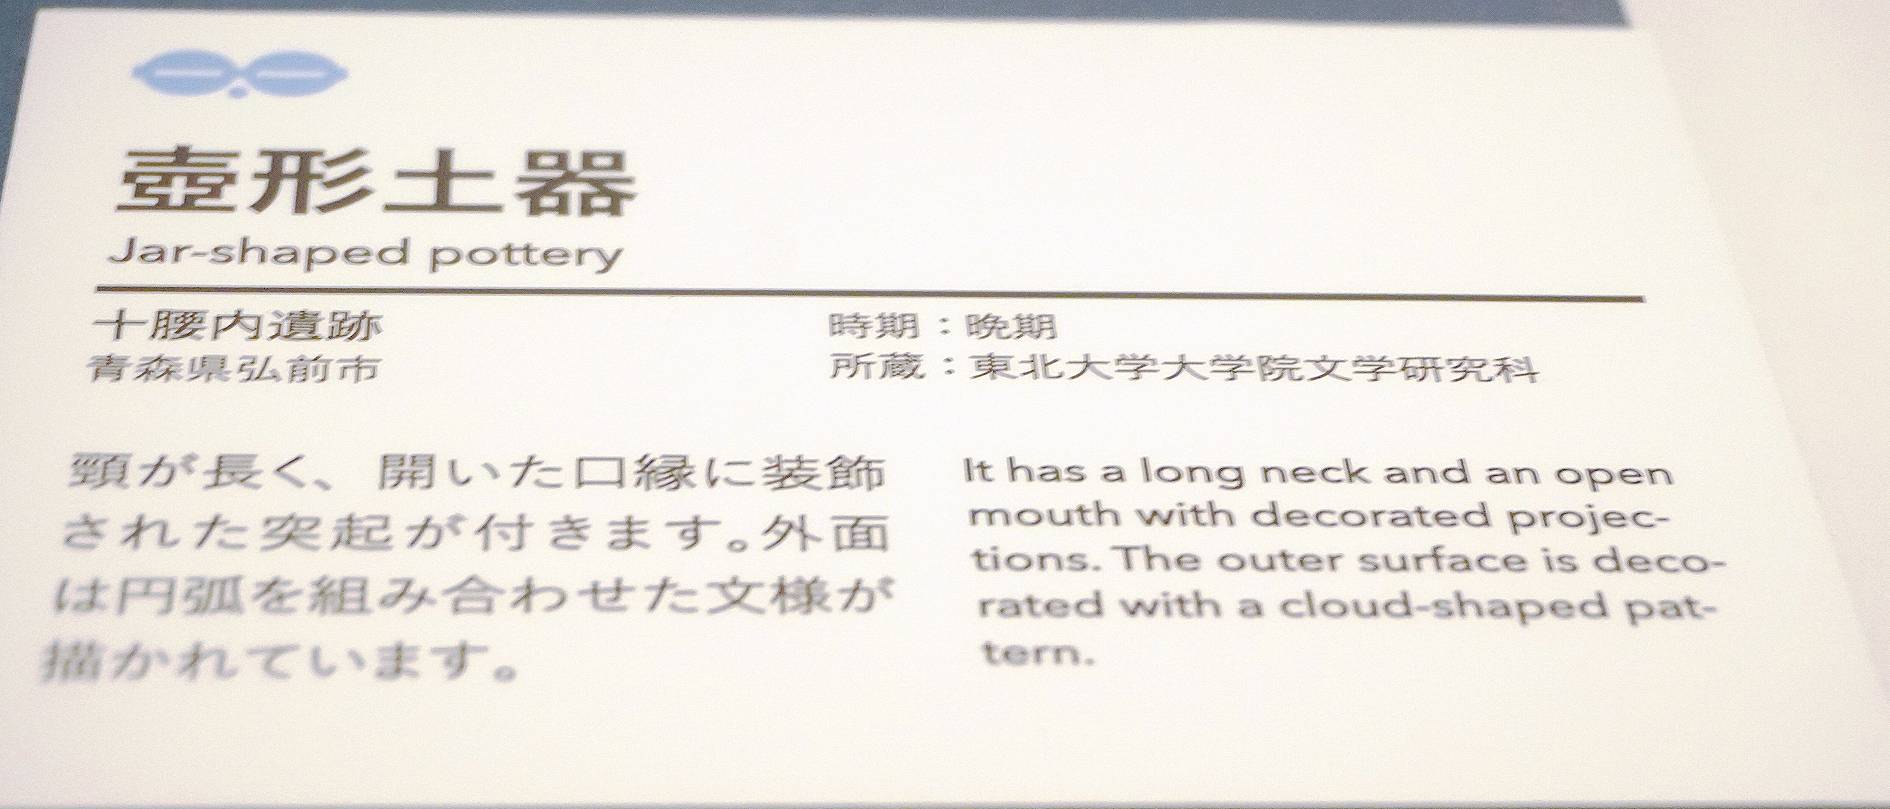 壺形土器
Jar-shaped pottery
十腰内遺跡
青森県弘前市
時期：晩期
所蔵：東北大学大学院文学研究科
頸が長く、開いた口縁に装飾
された突起が付きます。外面
は円弧を組み合わせた文様が
描かれています。
It has a long neck and an open
mouth with decorated projec-
tions. The outer surface is deco-
rated with a cloud-shaped pat-
tern.